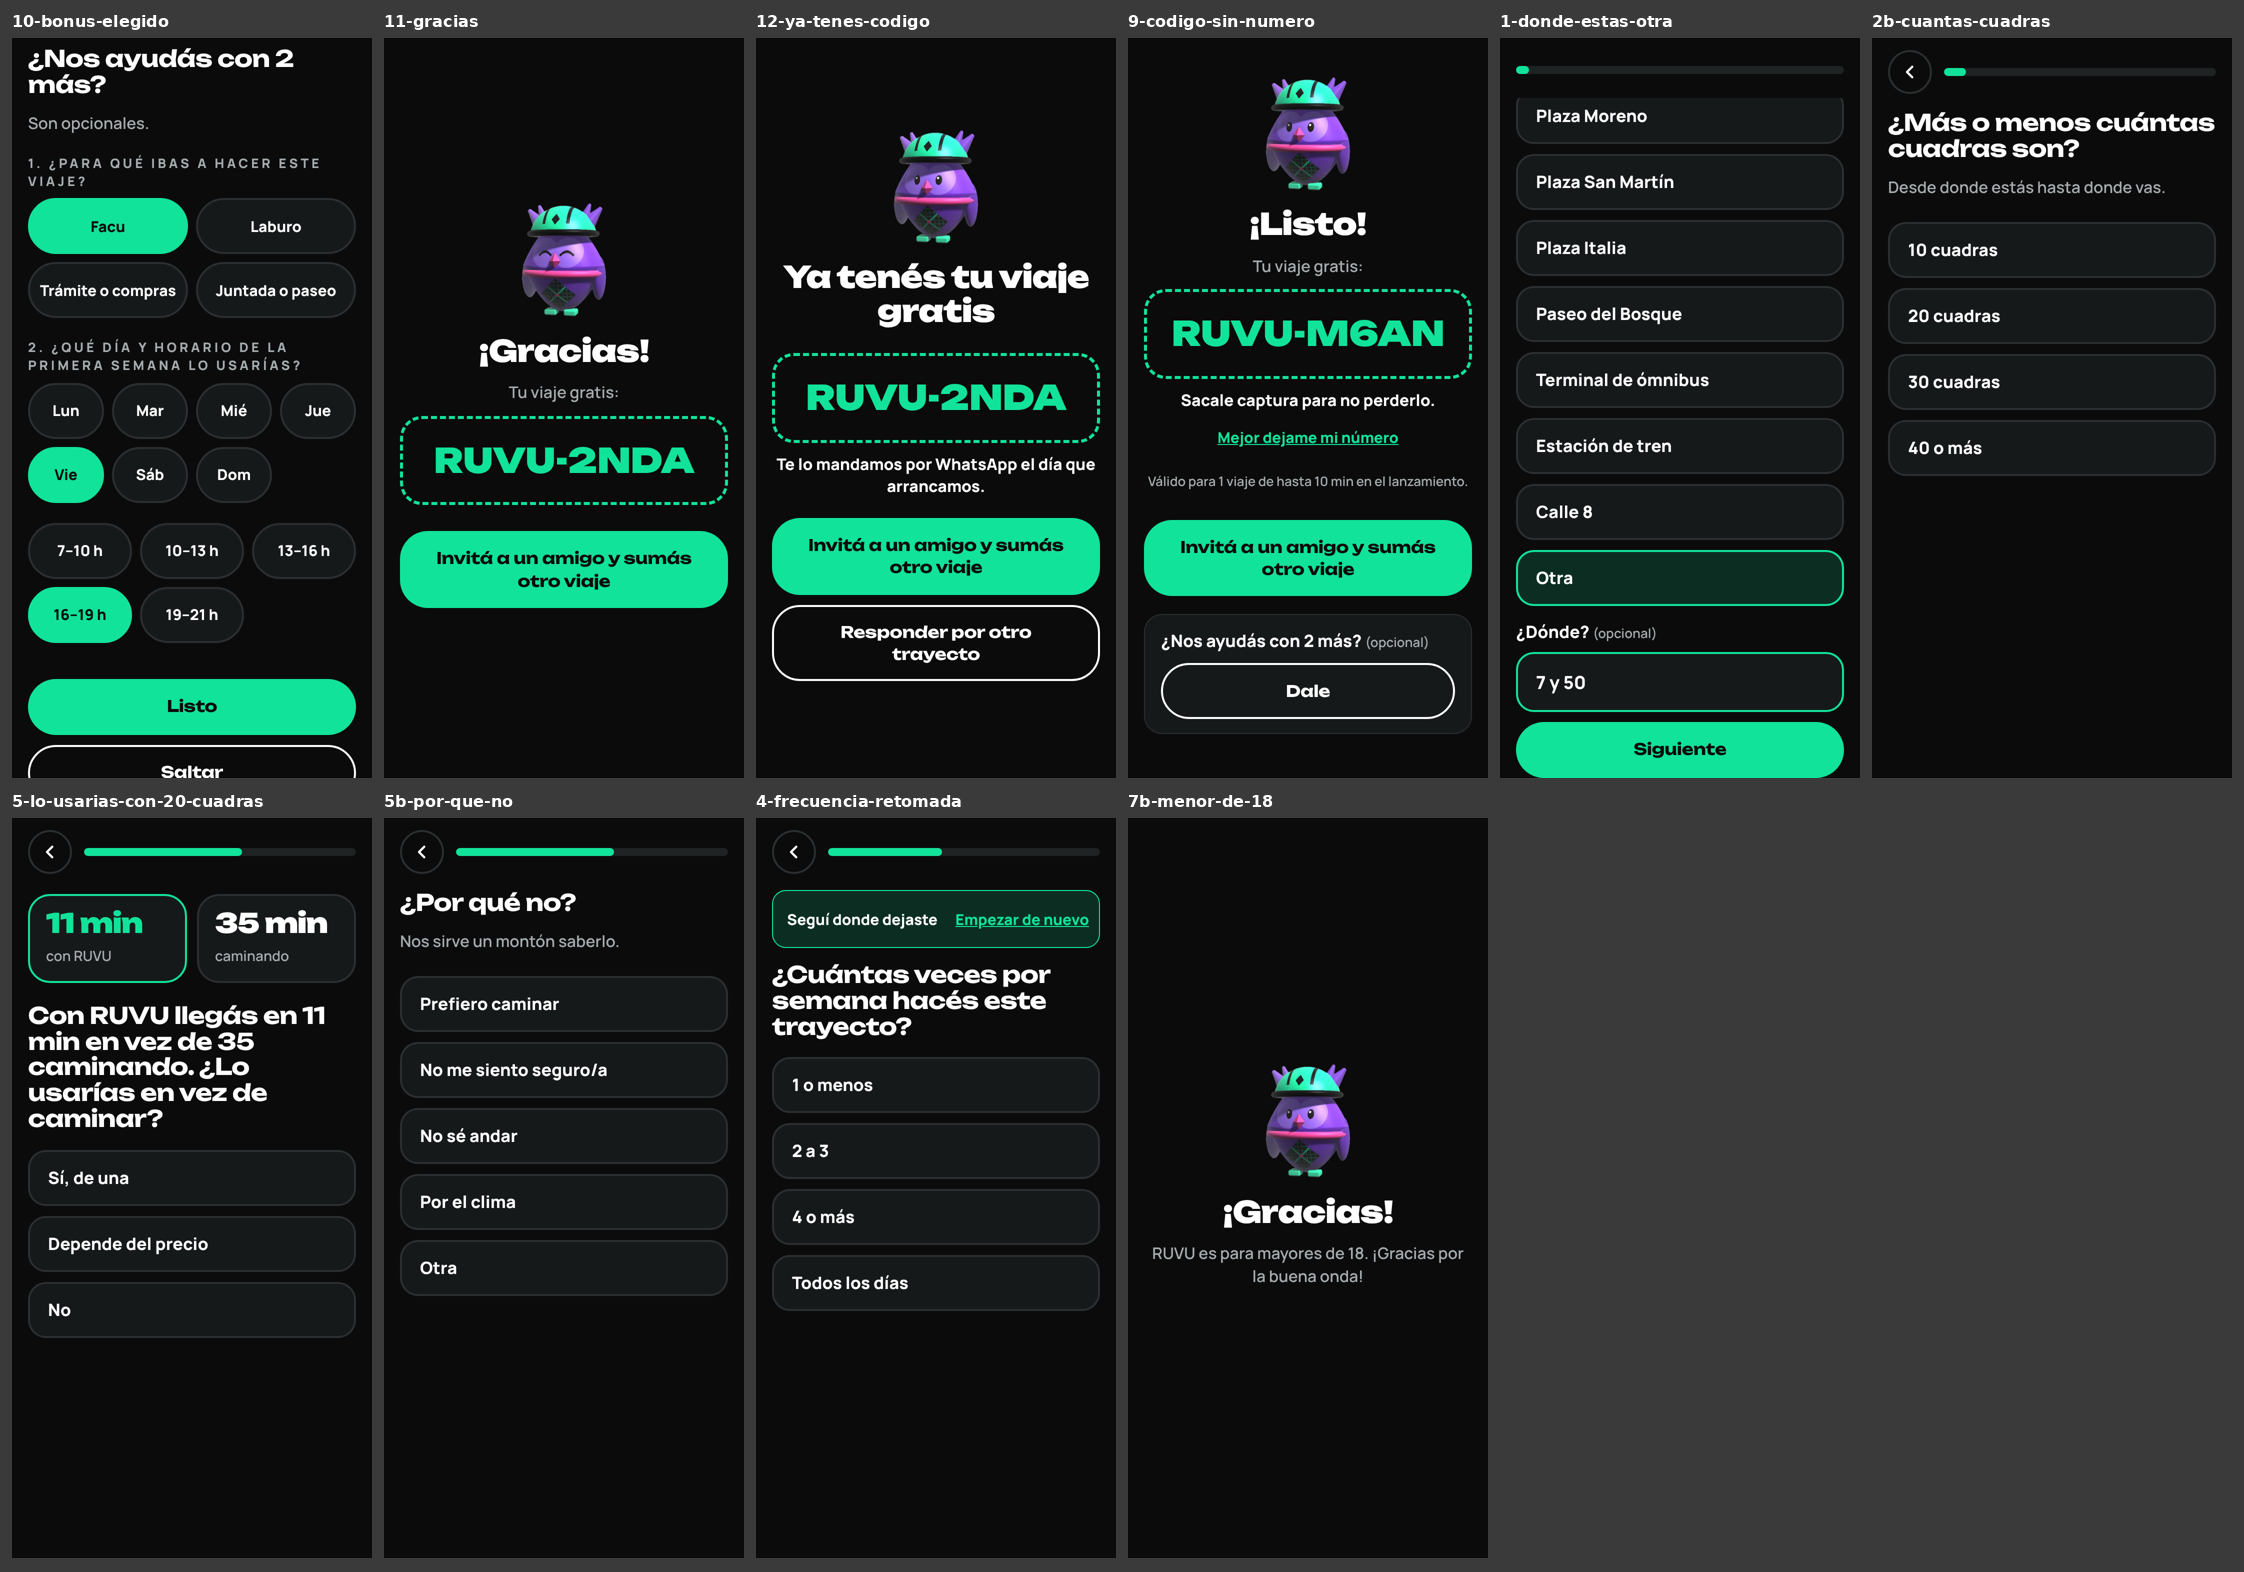 10-bonus-elegido
¿Nos ayudás con 2
más?
Son opcionales.
1. ¿PARA QUÉ IBAS A HACER ESTE
VIAJE?
Facu
Laburo
Trámite o compras
Juntada o paseo
2. ¿QUÉ DÍA Y HORARIO DE LA
PRIMERA SEMANA LO USARÍAS?
Lun
Mar
Mié
Jue
Vie
Sáb
Dom
7–10 h
10–13 h
13–16 h
16–19 h
19–21 h
Listo
Saltar
11-gracias
¡Gracias!
Tu viaje gratis:
RUVU-2NDA
Invitá a un amigo y sumás
otro viaje
12-ya-tenes-codigo
Ya tenés tu viaje
gratis
RUVU-2NDA
Te lo mandamos por WhatsApp el día que
arrancamos.
Invitá a un amigo y sumás
otro viaje
Responder por otro
trayecto
9-codigo-sin-numero
¡Listo!
Tu viaje gratis:
RUVU-M6AN
Sacale captura para no perderlo.
Mejor dejame mi número
Válido para 1 viaje de hasta 10 min en el lanzamiento.
Invitá a un amigo y sumás
otro viaje
¿Nos ayudás con 2 más? (opcional)
Dale
1-donde-estas-otra
Plaza Moreno
Plaza San Martín
Plaza Italia
Paseo del Bosque
Terminal de ómnibus
Estación de tren
Calle 8
Otra
¿Dónde? (opcional)
7 y 50
Siguiente
2b-cuantas-cuadras
¿Más o menos cuántas
cuadras son?
Desde donde estás hasta donde vas.
10 cuadras
20 cuadras
30 cuadras
40 o más
5-lo-usarias-con-20-cuadras
11 min
con RUVU
35 min
caminando
Con RUVU llegás en 11
min en vez de 35
caminando. ¿Lo
usarías en vez de
caminar?
Sí, de una
Depende del precio
No
5b-por-que-no
¿Por qué no?
Nos sirve un montón saberlo.
Prefiero caminar
No me siento seguro/a
No sé andar
Por el clima
Otra
4-frecuencia-retomada
Seguí donde dejaste
Empezar de nuevo
¿Cuántas veces por
semana hacés este
trayecto?
1 o menos
2 a 3
4 o más
Todos los días
7b-menor-de-18
¡Gracias!
RUVU es para mayores de 18. ¡Gracias por
la buena onda!